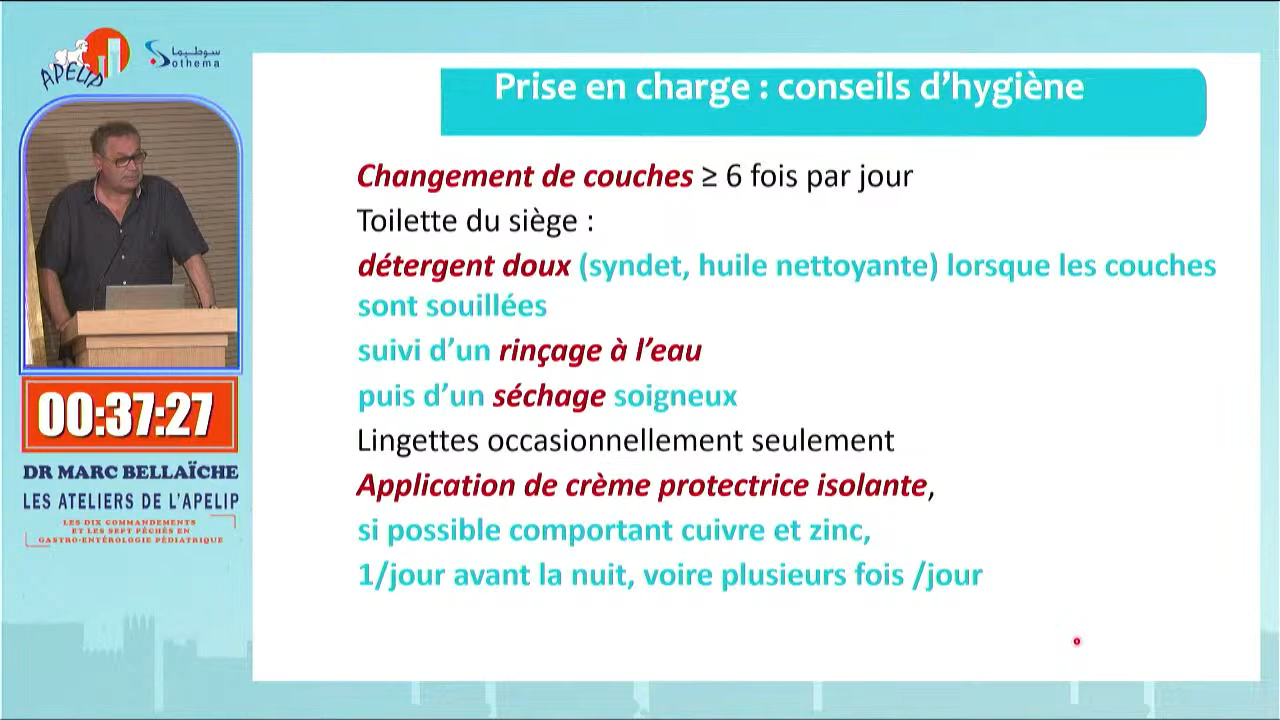 APELIP
سوطيما
Sothema
Prise en charge : conseils d’hygiène
Changement de couches ≥ 6 fois par jour
Toilette du siège :
détergent doux (syndet, huile nettoyante) lorsque les couches
sont souillées
suivi d’un rinçage à l’eau
puis d’un séchage soigneux
Lingettes occasionnellement seulement
Application de crème protectrice isolante,
si possible comportant cuivre et zinc,
1/jour avant la nuit, voire plusieurs fois /jour
00:37:27
DR MARC BELLAÏCHE
LES ATELIERS DE L’APELIP
LES DIX COMMANDEMENTS
ET LES SEPT PÉCHÉS EN
GASTRO-ENTÉROLOGIE PÉDIATRIQUE